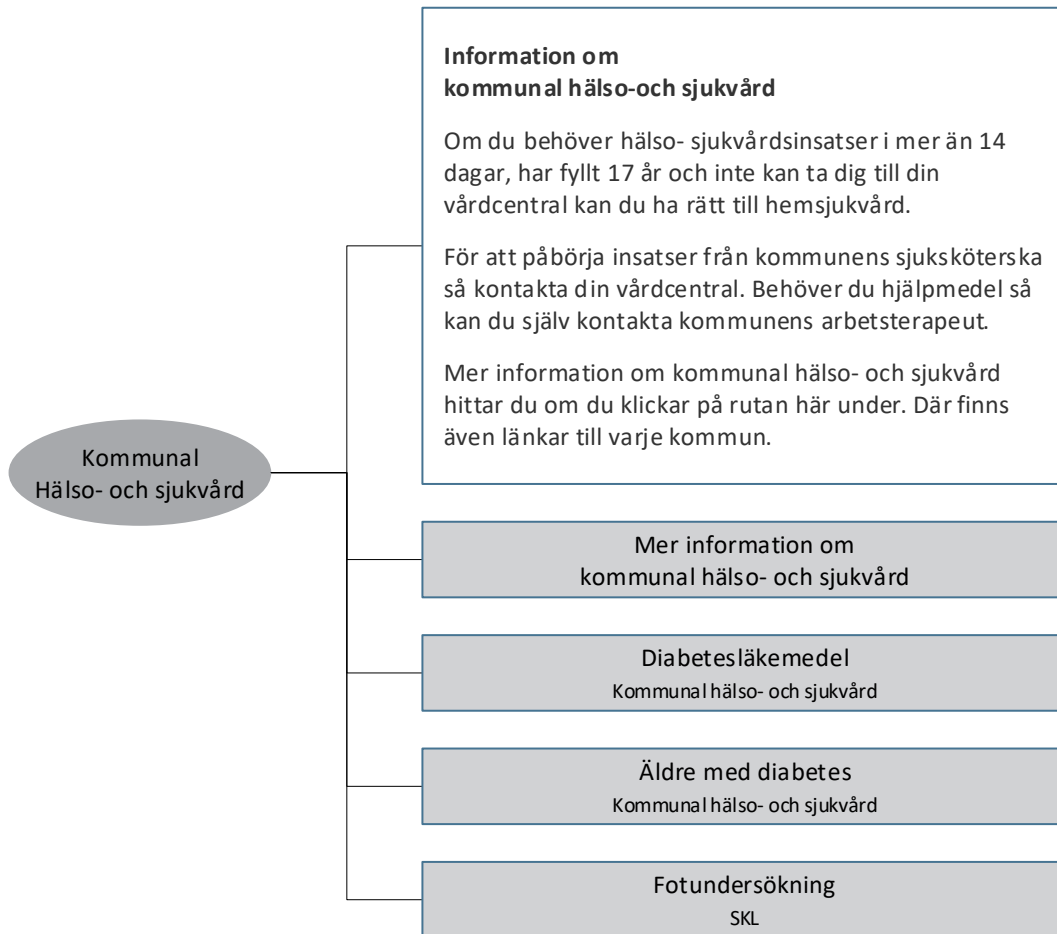 Information om
kommunal hälso-och sjukvård
Om du behöver hälso- sjukvårdsinsatser i mer än 14
dagar, har fyllt 17 år och inte kan ta dig till din
vårdcentral kan du ha rätt till hemsjukvård.
För att påbörja insatser från kommunens sjuksköterska
så kontakta din vårdcentral. Behöver du hjälpmedel så
kan du själv kontakta kommunens arbetsterapeut.
Mer information om kommunal hälso- och sjukvård
hittar du om du klickar på rutan här under. Där finns
även länkar till varje kommun.
Kommunal
Hälso- och sjukvård
Mer information om
kommunal hälso- och sjukvård
Diabetesläkemedel
Kommunal hälso- och sjukvård
Äldre med diabetes
Kommunal hälso- och sjukvård
Fotundersökning
SKL